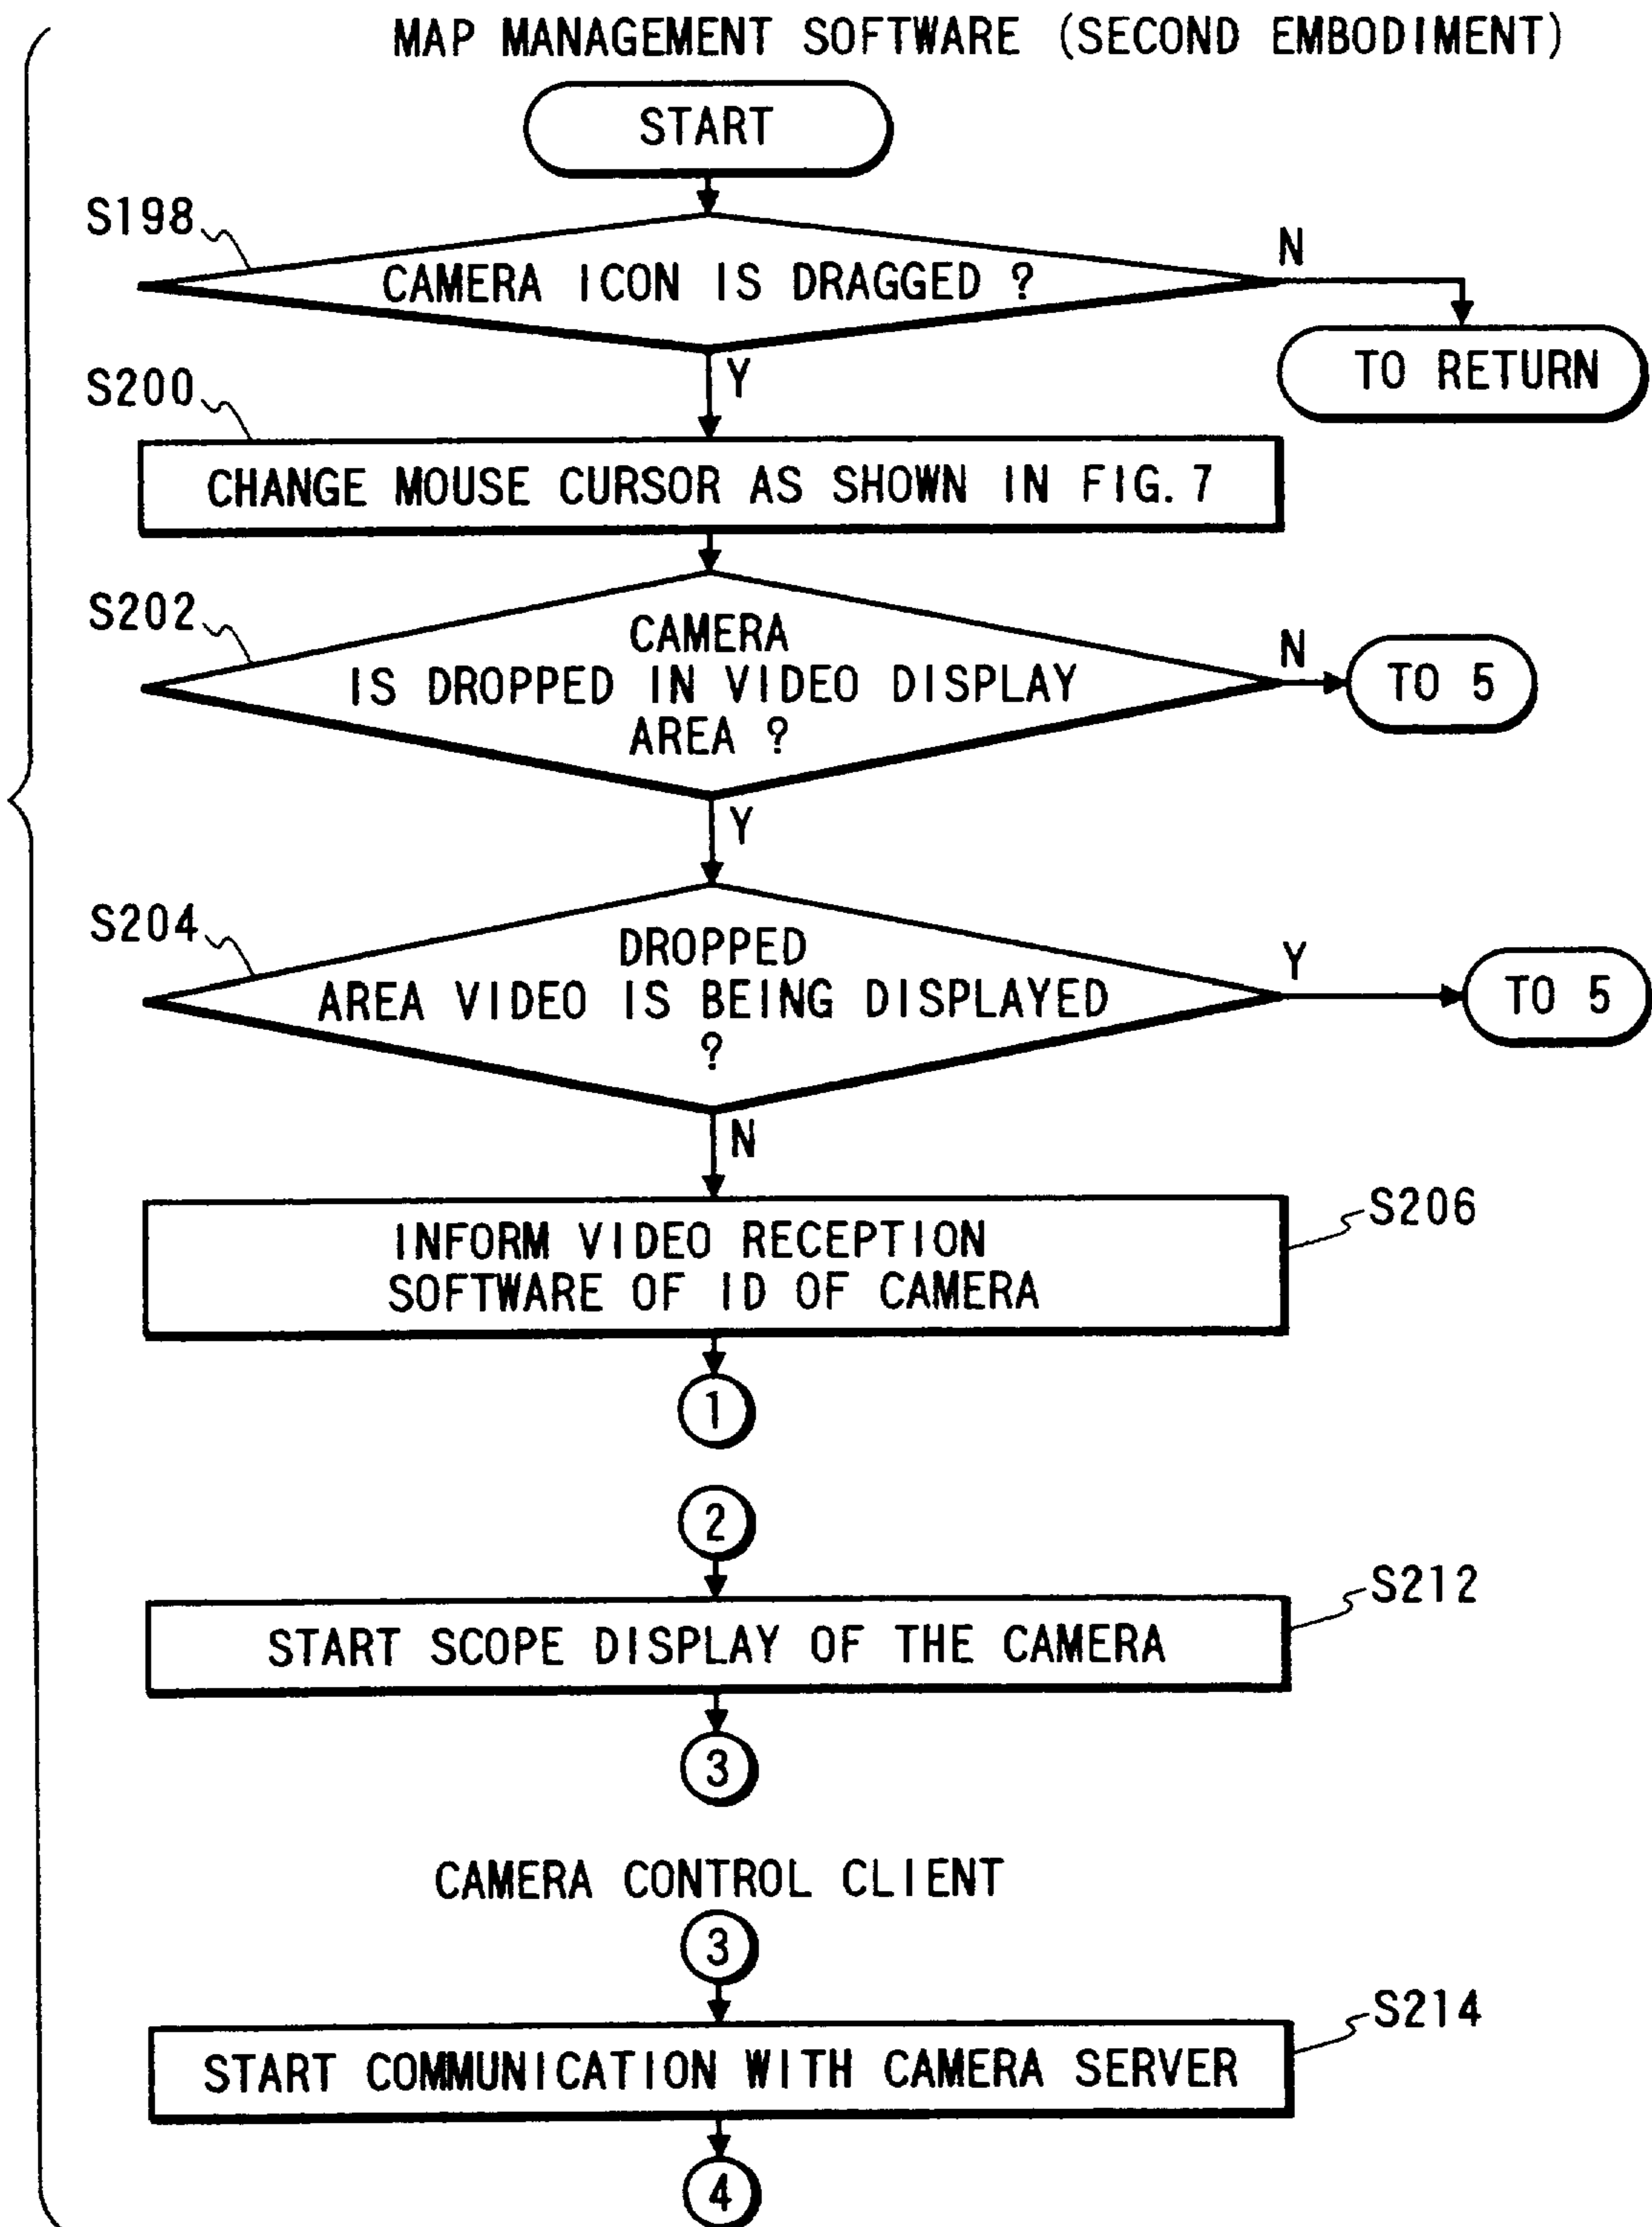 MAP MANAGEMENT SOFTWARE (SECOND EMBODIMENT)
START
S198
CAMERA ICON IS DRAGGED ?
N
TO RETURN
Y
S200
CHANGE MOUSE CURSOR AS SHOWN IN FIG. 7
S202
CAMERA
IS DROPPED IN VIDEO DISPLAY
AREA ?
N
TO 5
Y
S204
DROPPED
AREA VIDEO IS BEING DISPLAYED
?
Y
TO 5
N
S206
INFORM VIDEO RECEPTION
SOFTWARE OF ID OF CAMERA
1
2
S212
START SCOPE DISPLAY OF THE CAMERA
3
CAMERA CONTROL CLIENT
3
S214
START COMMUNICATION WITH CAMERA SERVER
4